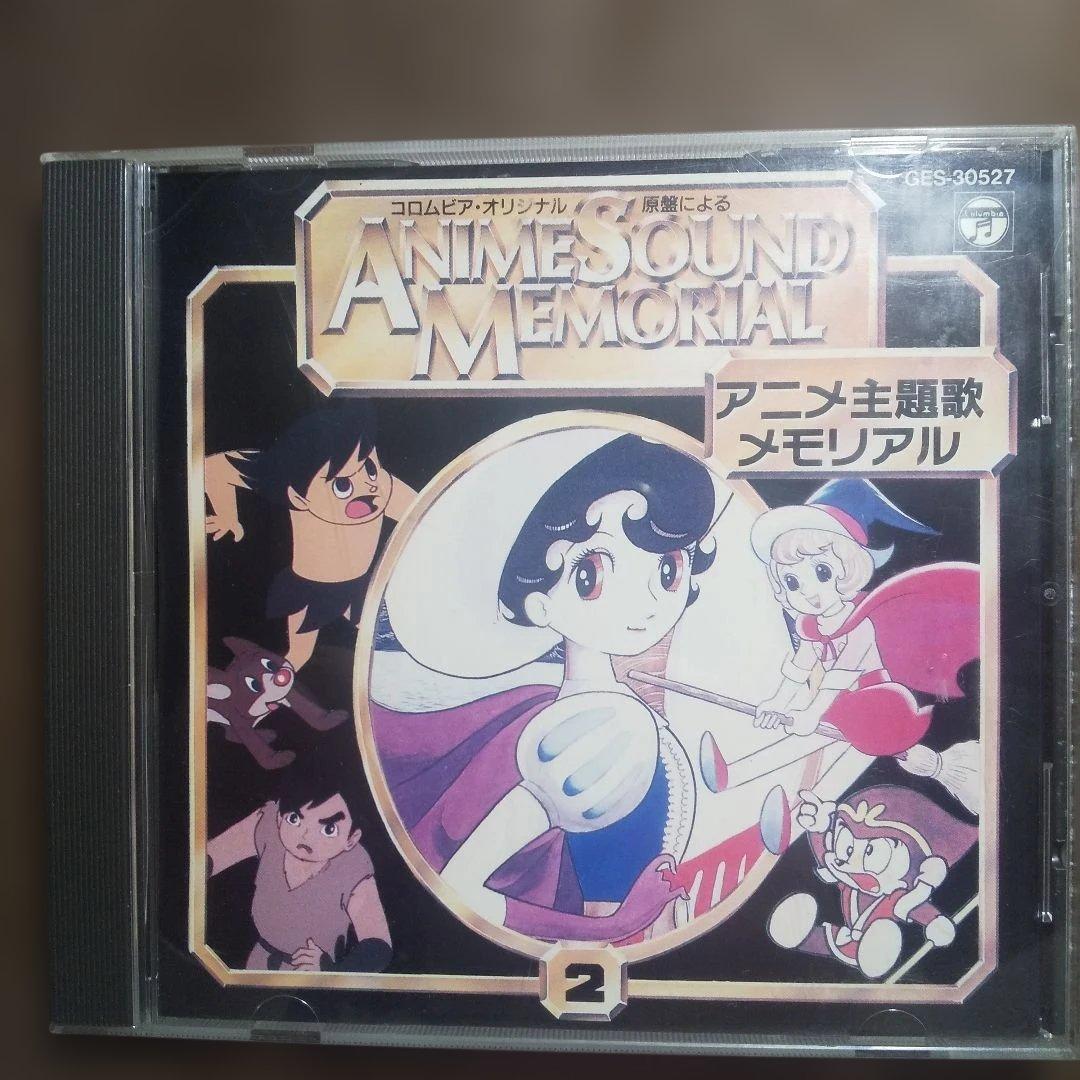 GES-30527
Columbia
コロムビア・オリジナル 原盤による
ANIME SOUND
MEMORIAL
アニメ主題歌
メモリアル
2